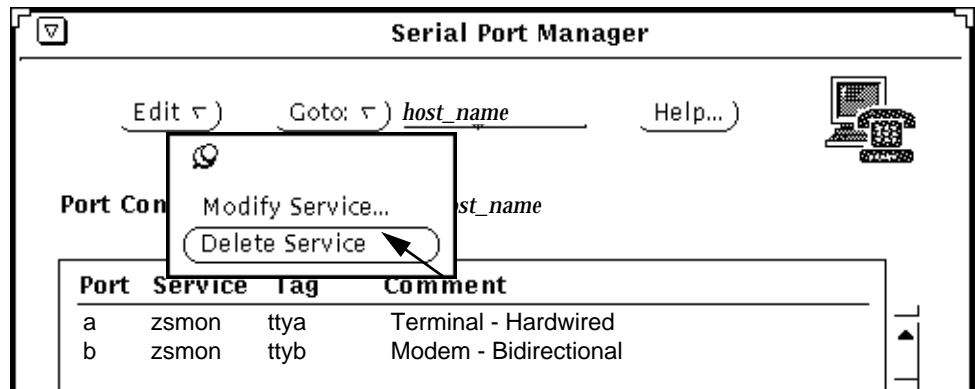 Serial Port Manager
Edit Goto: host_name Help...
Modify Service...
Port Con st_name
Delete Service
Port Service Tag Comment
a zsmon ttya Terminal - Hardwired
b zsmon ttyb Modem - Bidirectional